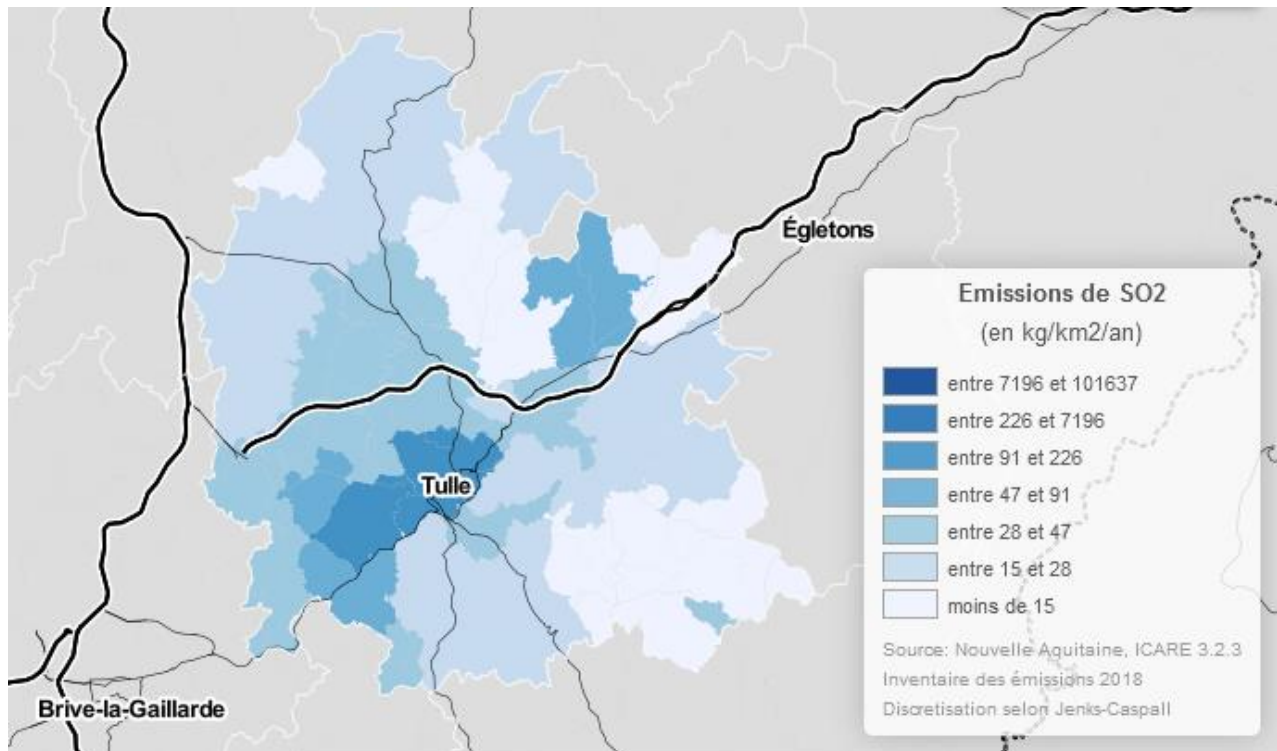 Égletons
Tulle
Brive-la-Gaillarde
Emissions de SO2
(en kg/km2/an)
entre 7196 et 101637
entre 226 et 7196
entre 91 et 226
entre 47 et 91
entre 28 et 47
entre 15 et 28
moins de 15
Source: Nouvelle Aquitaine, ICARE 3.2.3
Inventaire des émissions 2018
Discretisation selon Jenks-Caspall